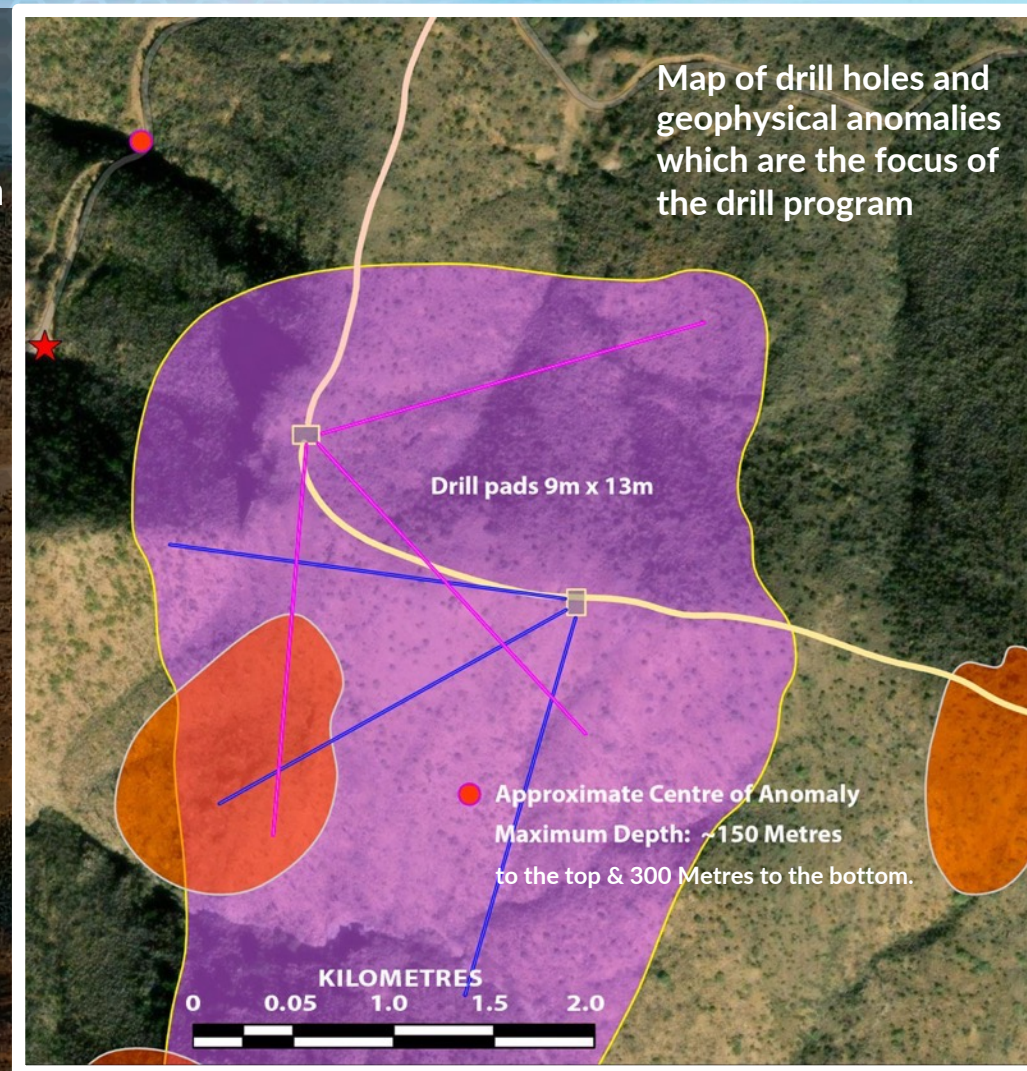 Map of drill holes and
geophysical anomalies
which are the focus of
the drill program
Drill pads 9m x 13m
Approximate Centre of Anomaly
Maximum Depth: ~150 Metres
to the top & 300 Metres to the bottom.
KILOMETRES
0 0.05 1.0 1.5 2.0